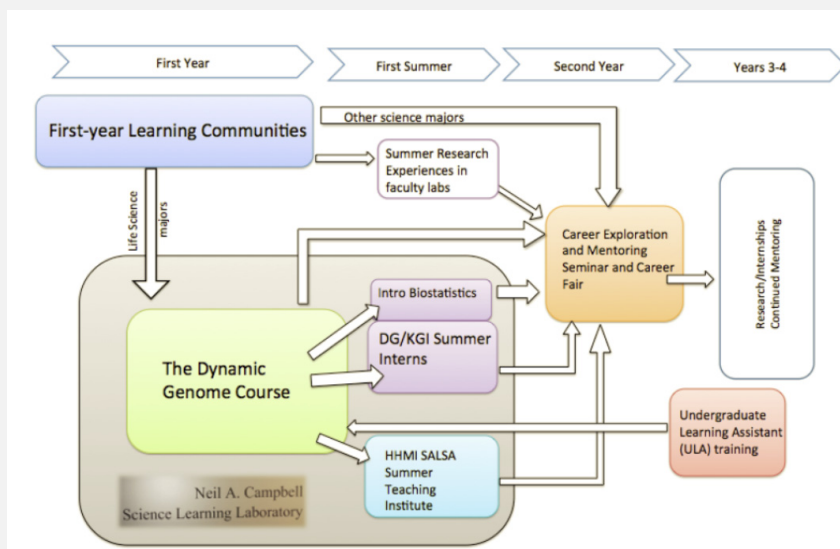 First Year
First Summer
Second Year
Years 3-4
First-year Learning Communities
Other science majors
Summer Research
Experiences in
faculty labs
Life Science
majors
Career Exploration
and Mentoring
Seminar and Career
Fair
Research/Internships
Continued Mentoring
Intro Biostatistics
DG/KGI Summer
Interns
The Dynamic
Genome Course
Undergraduate
Learning Assistant
(ULA) training
HHMI SALSA
Summer
Teaching
Institute
Neil A. Campbell
Science Learning Laboratory